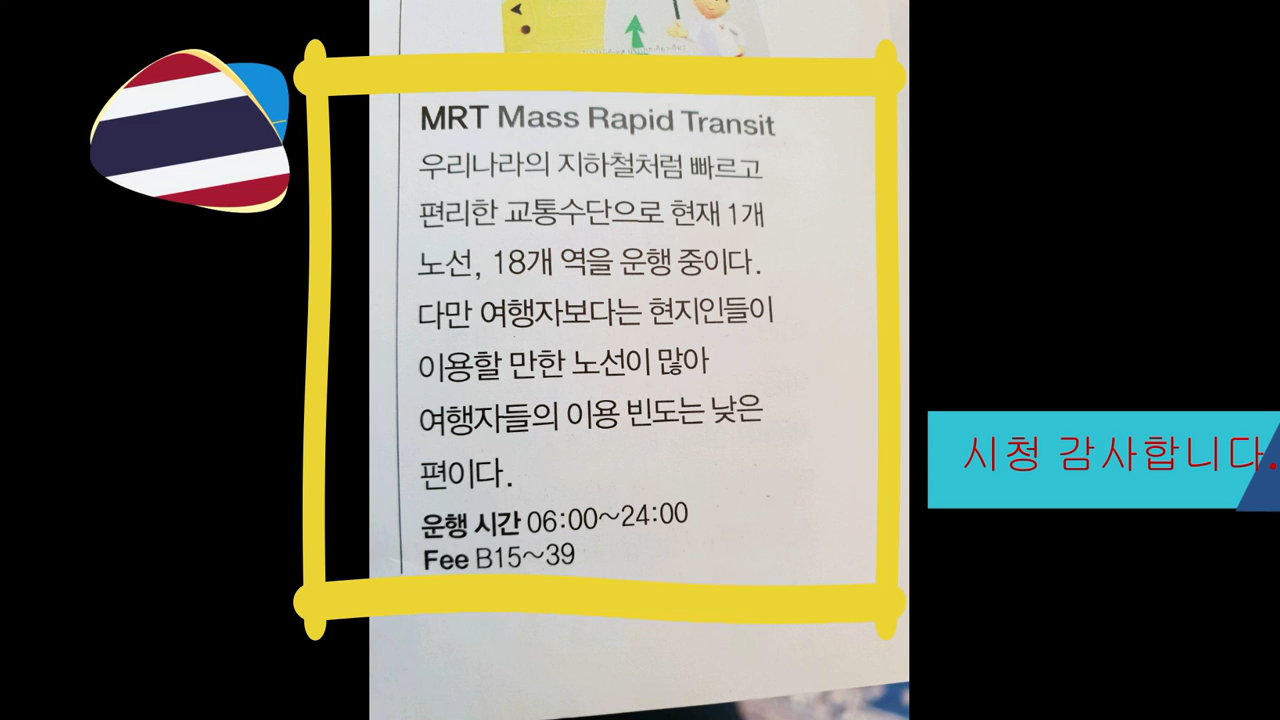 MRT Mass Rapid Transit
우리나라의 지하철처럼 빠르고
편리한 교통수단으로 현재 1개
노선, 18개 역을 운행 중이다.
다만 여행자보다는 현지인들이
이용할 만한 노선이 많아
여행자들의 이용 빈도는 낮은
편이다.
운행 시간 06:00~24:00
Fee B15~39
시청 감사합니다.